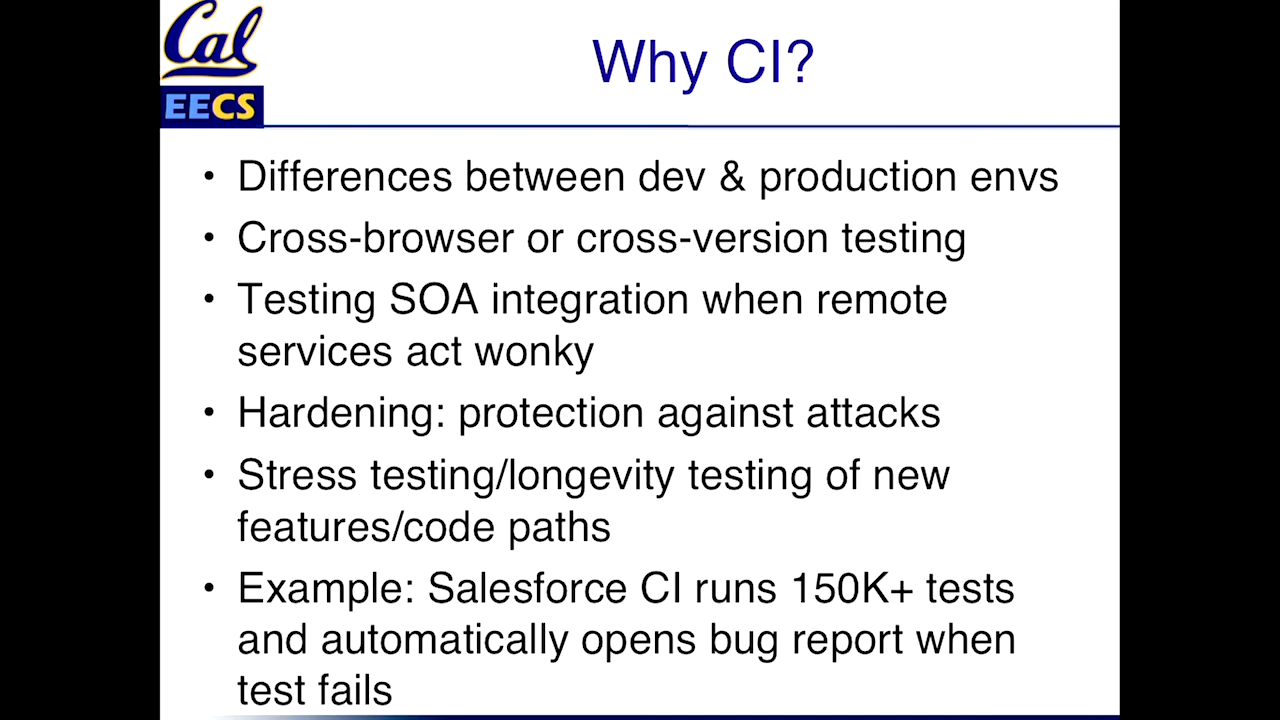 Cal
EECS
Why CI?
• Differences between dev & production envs
• Cross-browser or cross-version testing
• Testing SOA integration when remote
services act wonky
• Hardening: protection against attacks
• Stress testing/longevity testing of new
features/code paths
• Example: Salesforce CI runs 150K+ tests
and automatically opens bug report when
test fails